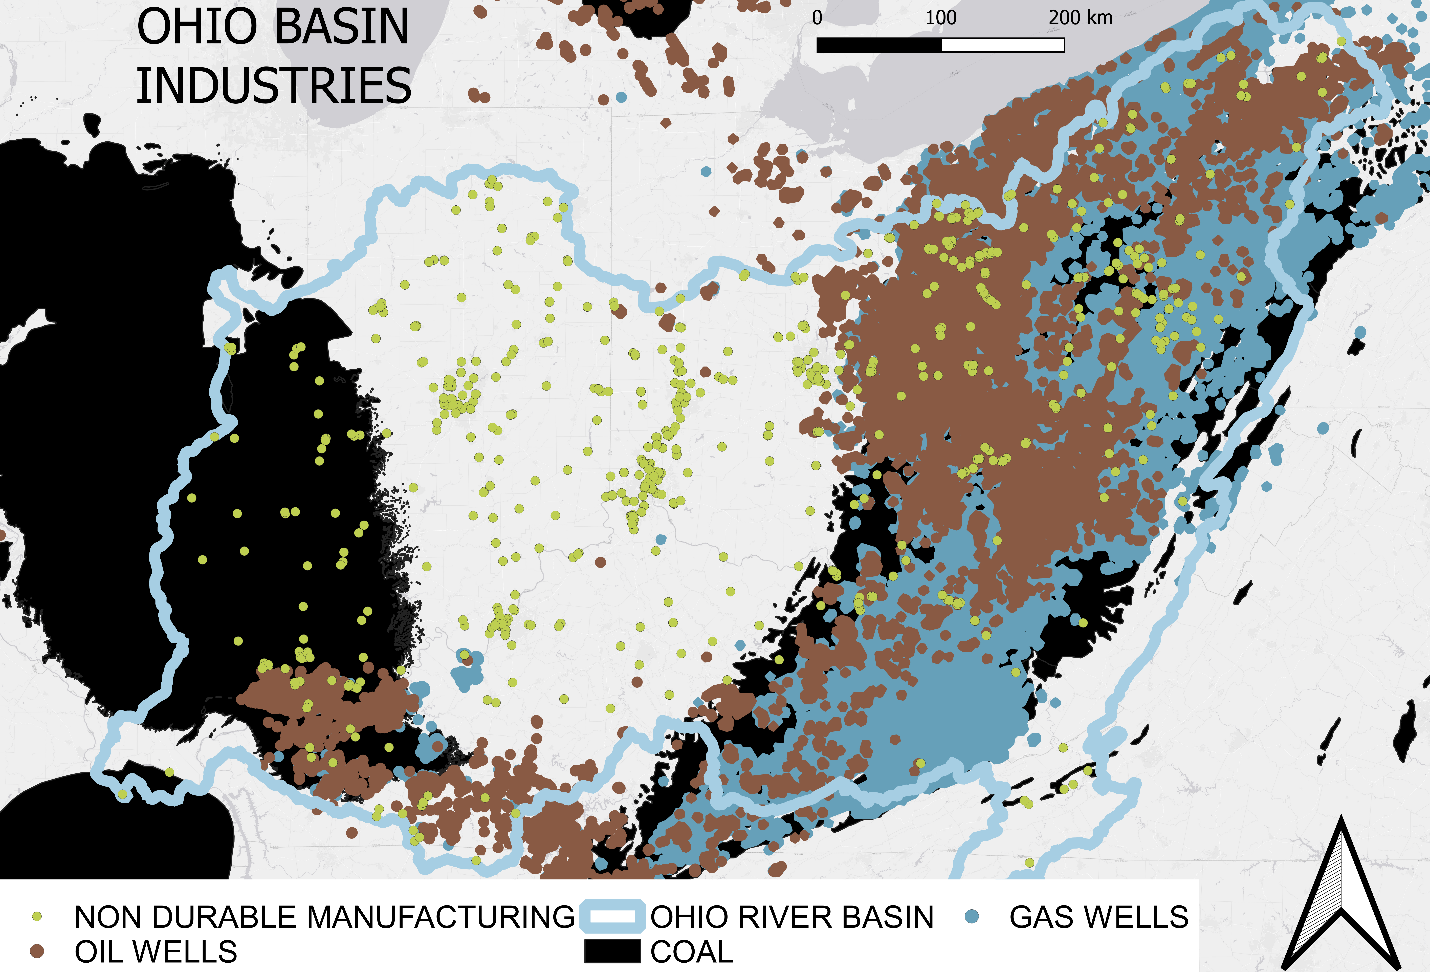 OHIO BASIN
INDUSTRIES
0 100 200 km
NON DURABLE MANUFACTURING OHIO RIVER BASIN GAS WELLS
OIL WELLS COAL